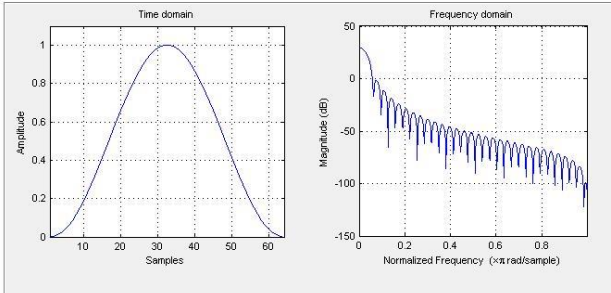 Time domain
Amplitude
1
0.8
0.6
0.4
0.2
0
10 20 30 40 50 60
Samples
Frequency domain
Magnitude (dB)
50
0
-50
-100
-150
0 0.2 0.4 0.6 0.8
Normalized Frequency (×π rad/sample)